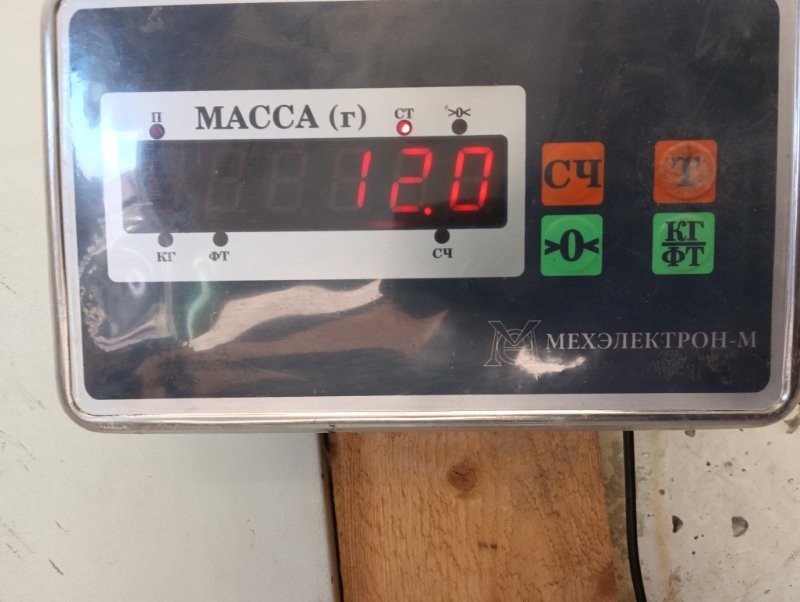 П МАССА (г) СТ >0<
12.0
КГ ФТ СЧ
СЧ Т
>0< КГ
ФТ
М МЕХЭЛЕКТРОН-М